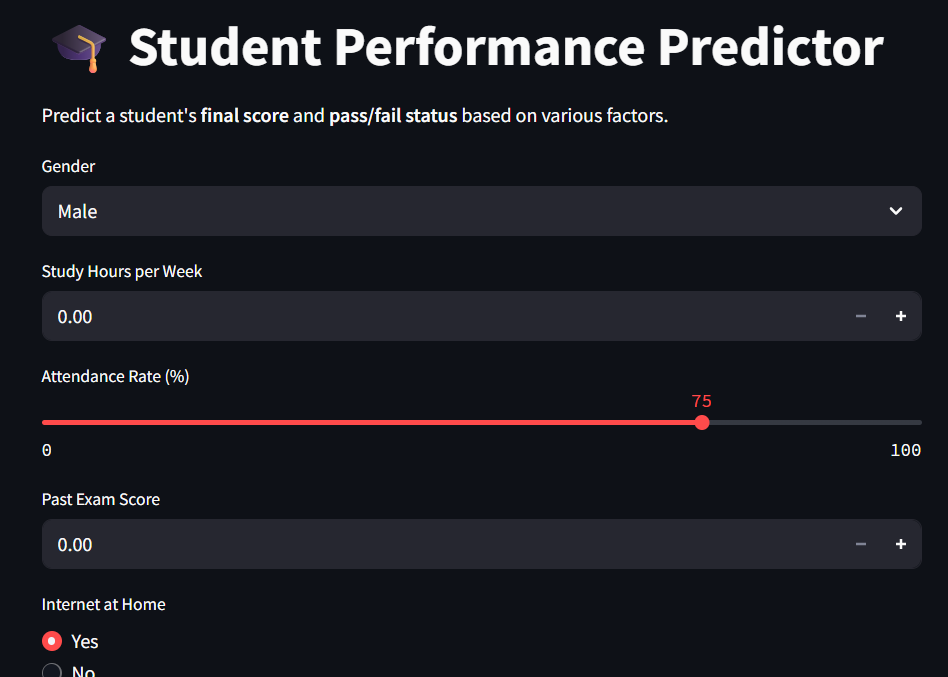 Student Performance Predictor
Predict a student's final score and pass/fail status based on various factors.
Gender
Male
Study Hours per Week
0.00
Attendance Rate (%)
75
0 100
Past Exam Score
0.00
Internet at Home
Yes
No